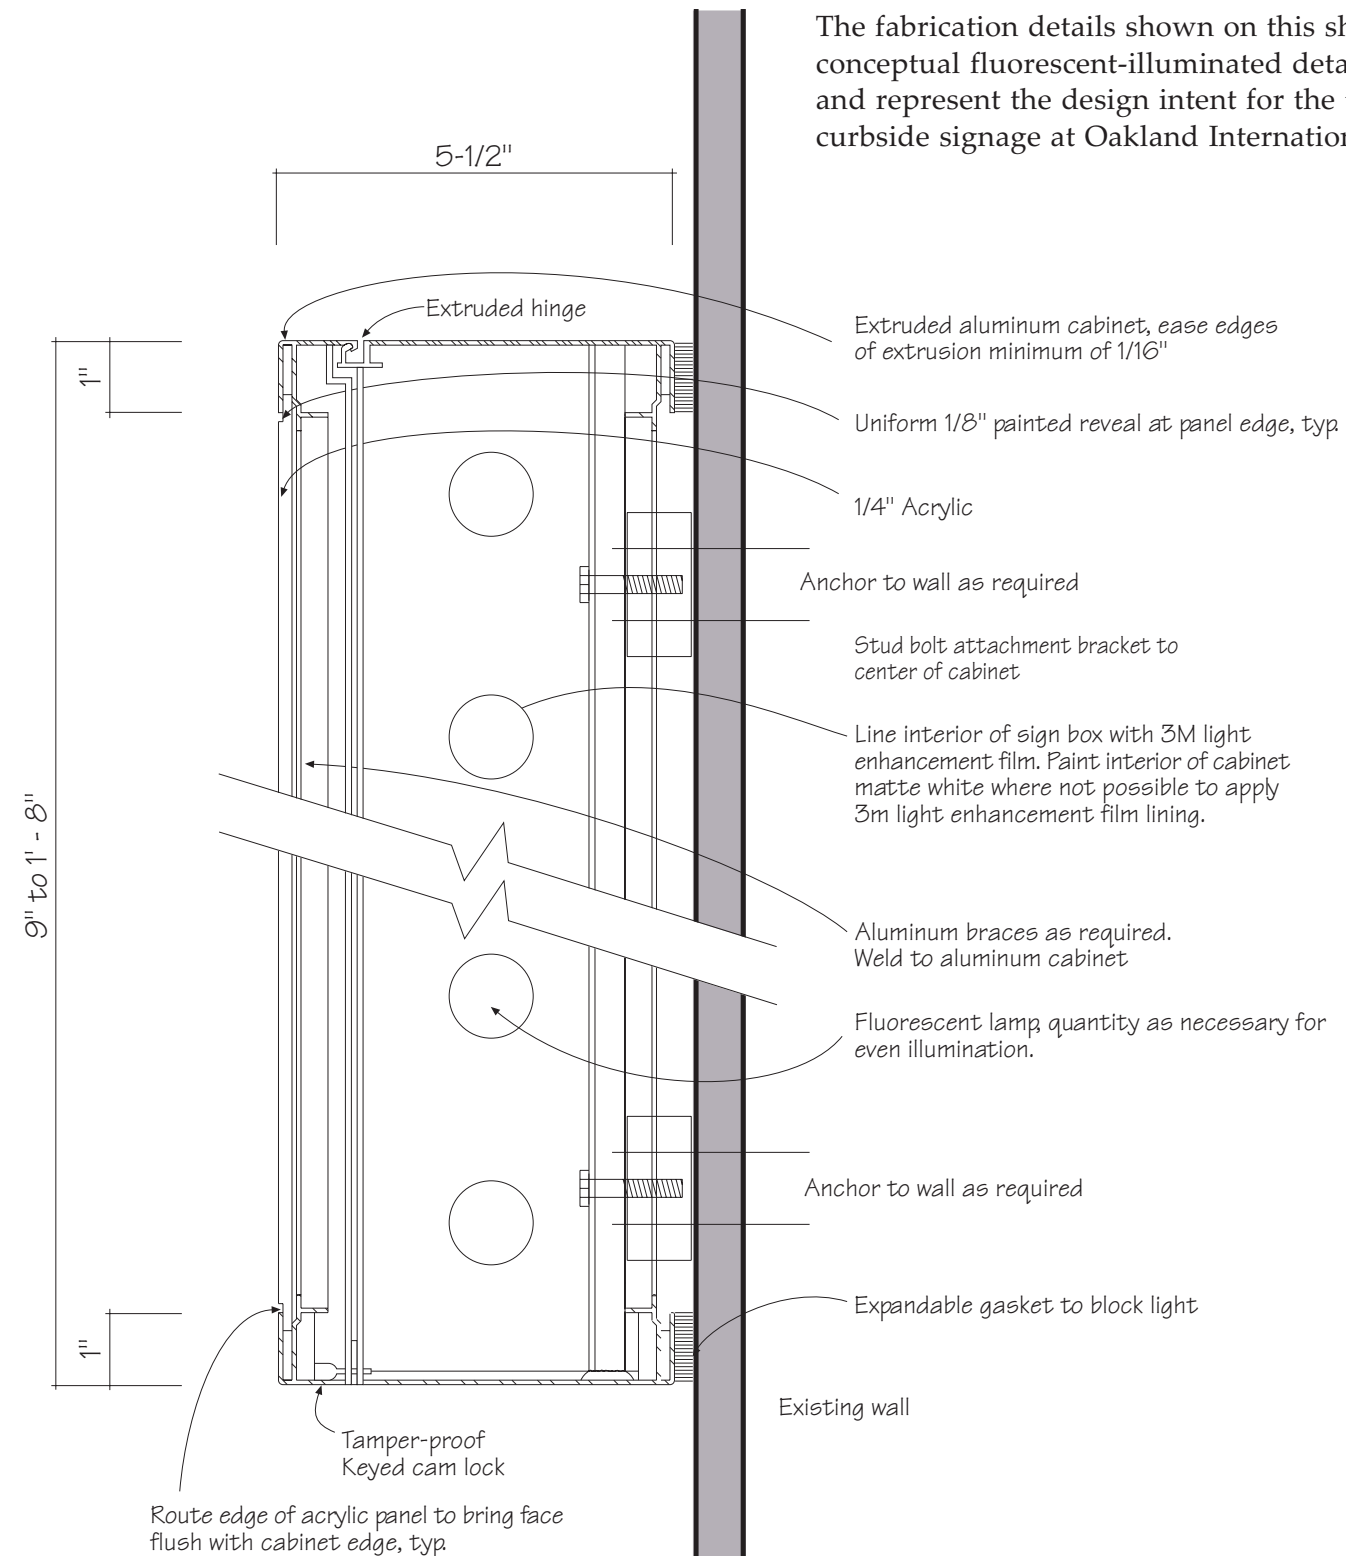 The fabrication details shown on this
conceptual fluorescent-illuminated
and represent the design intent for the
curbside signage at Oakland
5-1/2"
Extruded hinge
Extruded aluminum cabinet, ease edges
of extrusion minimum of 1/16"
1"
Uniform 1/8" painted reveal at panel edge, typ.
1/4" Acrylic
Anchor to wall as required
Stud bolt attachment bracket to
center of cabinet
Line interior of sign box with 3M light
enhancement film. Paint interior of cabinet
matte white where not possible to apply
3m light enhancement film lining.
9" to 1' - 8"
Aluminum braces as required.
Weld to aluminum cabinet
Fluorescent lamp, quantity as necessary for
even illumination.
Anchor to wall as required
Expandable gasket to block light
1"
Existing wall
Tamper-proof
Keyed cam lock
Route edge of acrylic panel to bring face
flush with cabinet edge, typ.